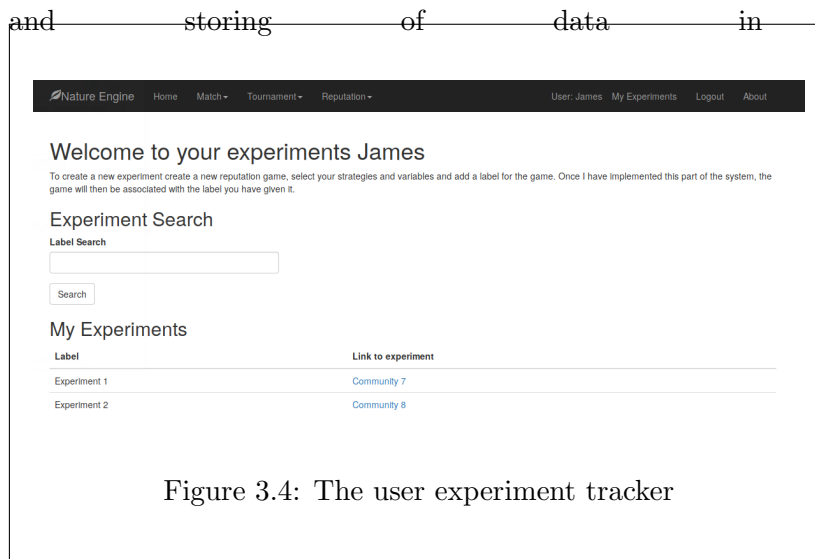 and storing of data in
Nature Engine Home Match Tournament Reputation User: James My Experiments Logout About
Welcome to your experiments James
To create a new experiment create a new reputation game, select your strategies and variables and add a label for the game. Once I have implemented this part of the system, the
game will then be associated with the label you have given it.
Experiment Search
Label Search
Search
My Experiments
Label Link to experiment
Experiment 1 Community 7
Experiment 2 Community 8
Figure 3.4: The user experiment tracker